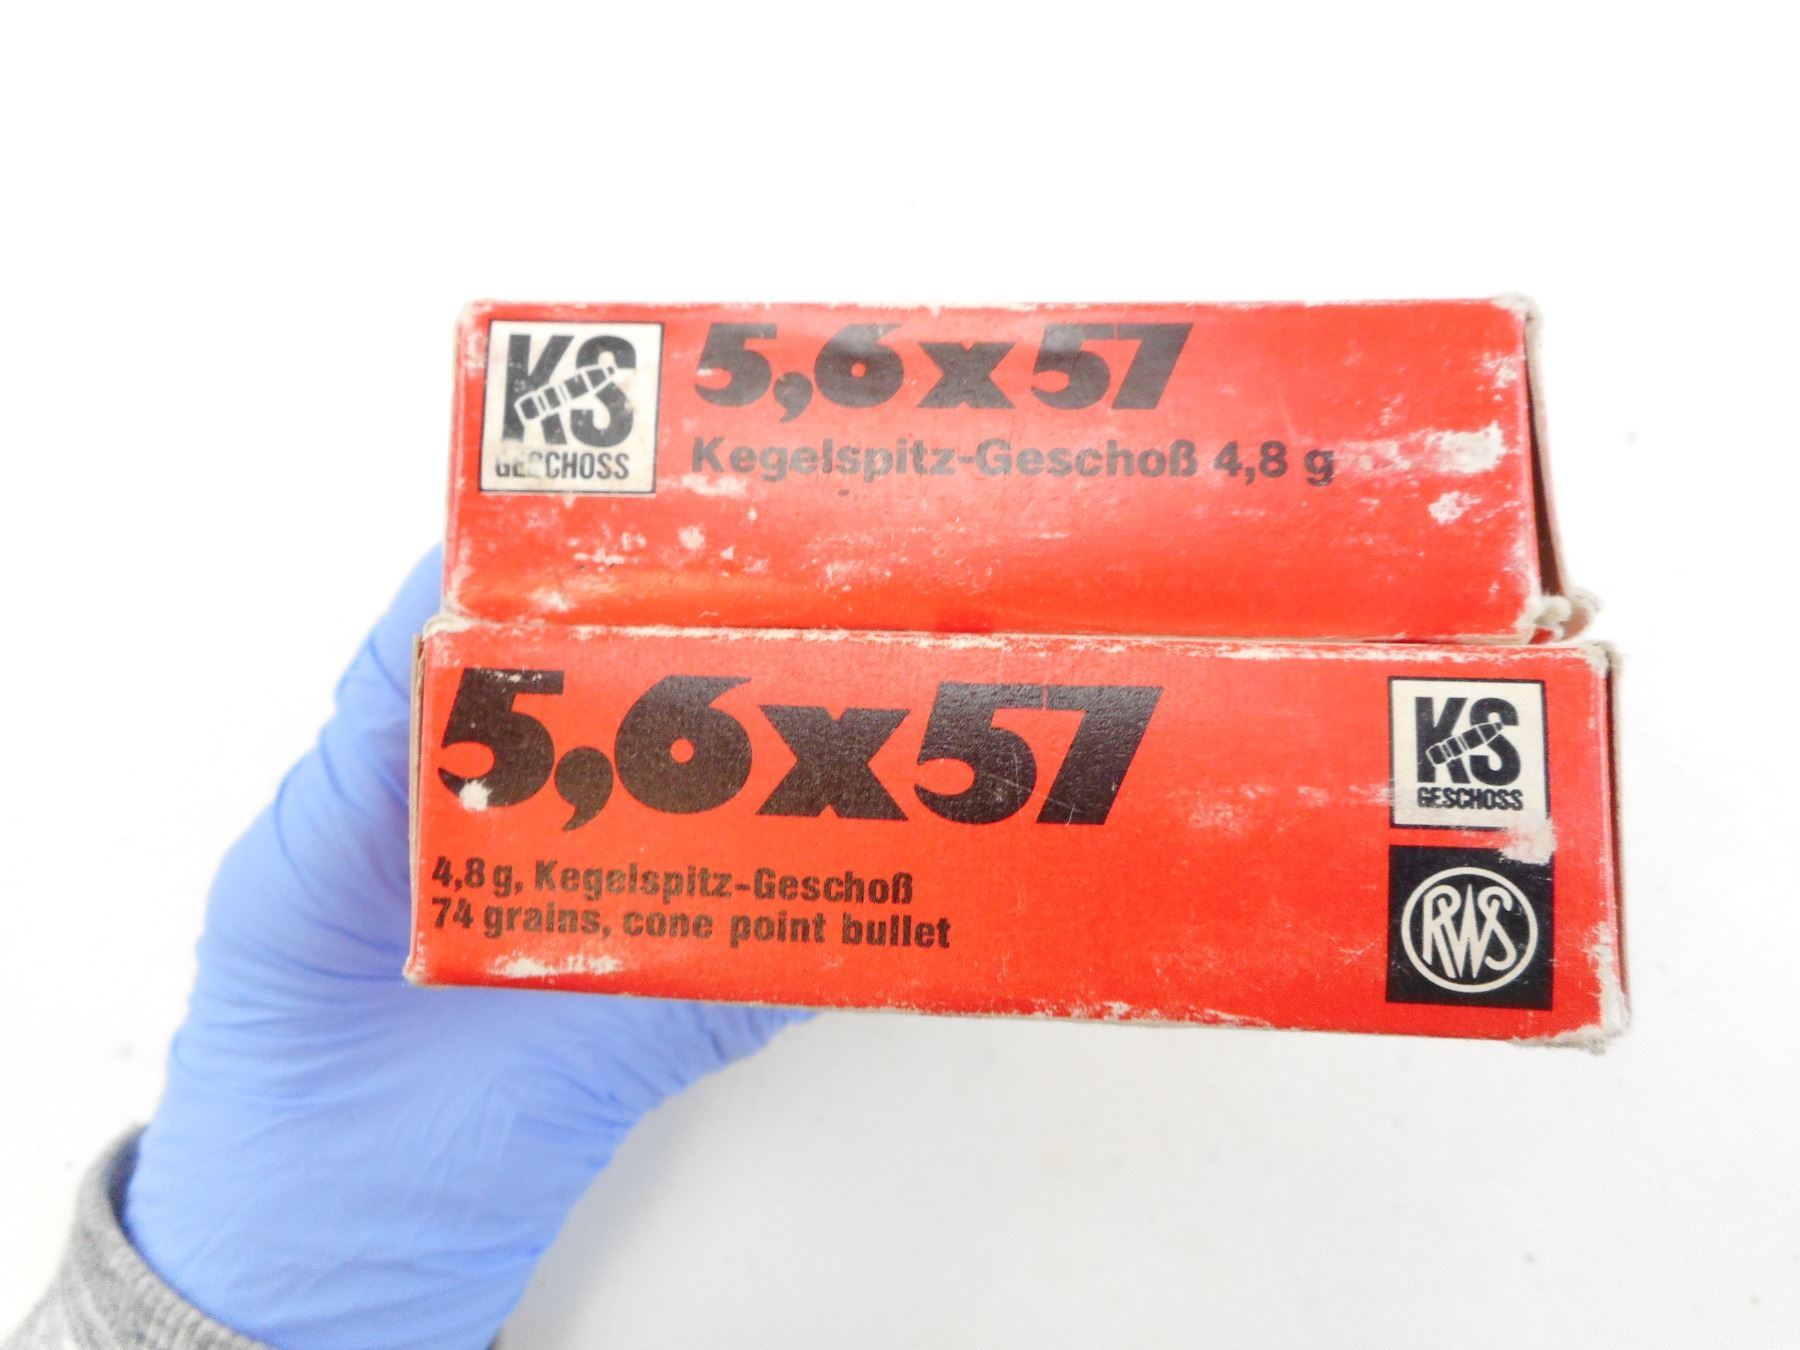 KS
GESCHOSS
5,6x57
Kegelspitz-Geschoß 4,8 g
5,6x57
4,8 g, Kegelspitz-Geschoß
74 grains, cone point bullet
KS
GESCHOSS
RWS